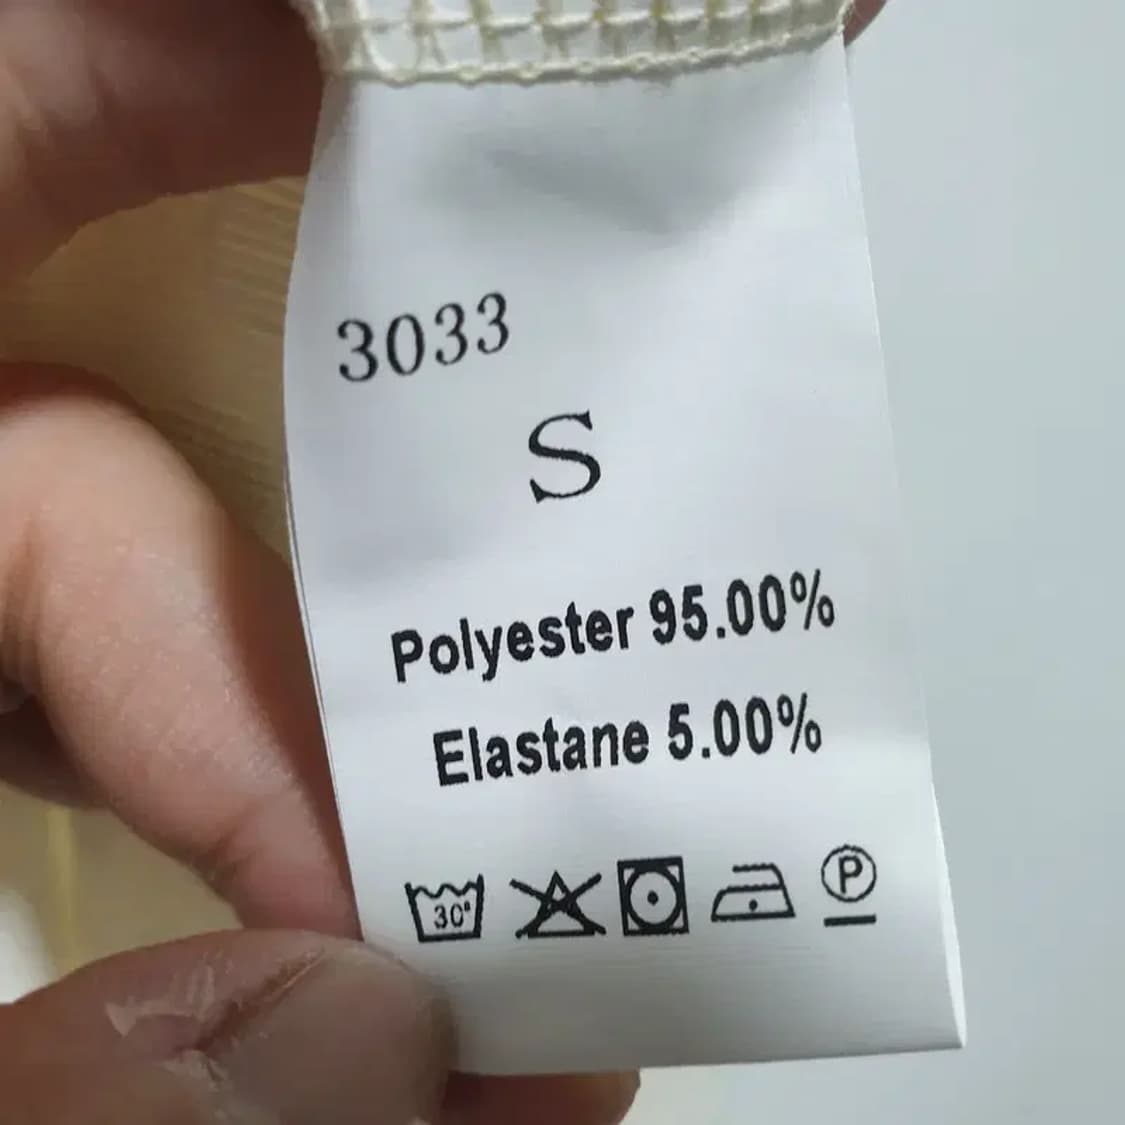 3033
S
Polyester 95.00%
Elastane 5.00%
30° P